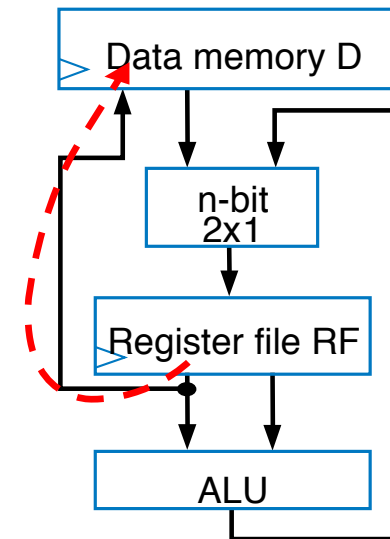 Data memory D
n-bit
2x1
Register file RF
ALU